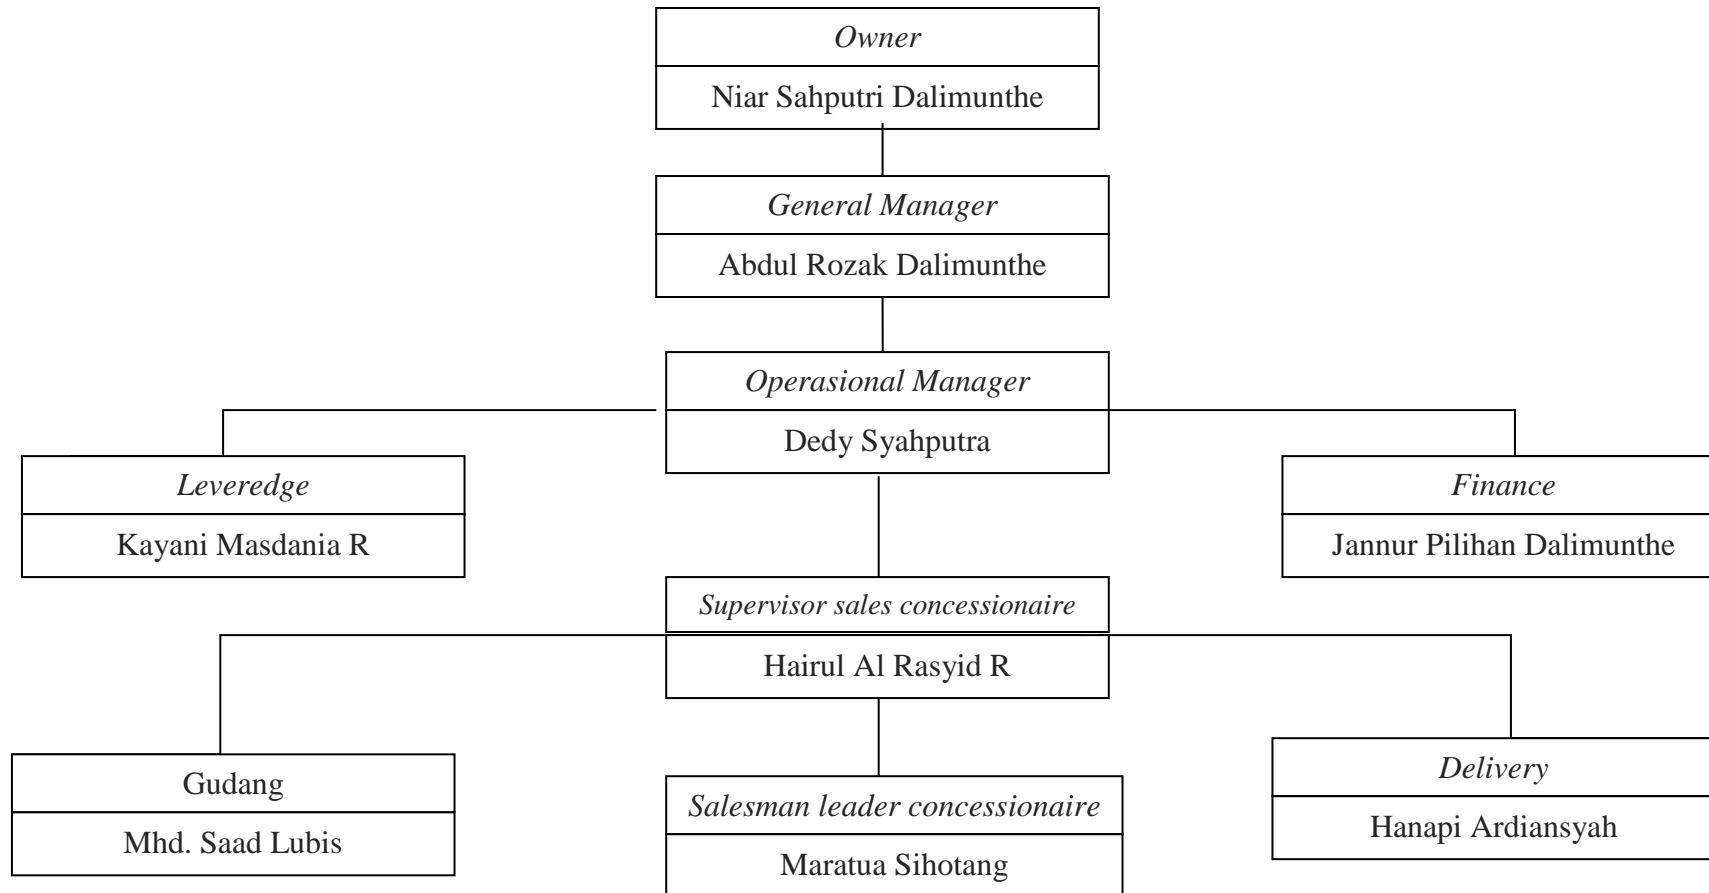 Owner
Niar Sahputri Dalimunthe
General Manager
Abdul Rozak Dalimunthe
Operasional Manager
Dedy Syahputra
Leveredge
Kayani Masdania R
Finance
Jannur Pilihan Dalimunthe
Supervisor sales concessionaire
Hairul Al Rasyid R
Gudang
Mhd. Saad Lubis
Salesman leader concessionaire
Maratua Sihotang
Delivery
Hanapi Ardiansyah